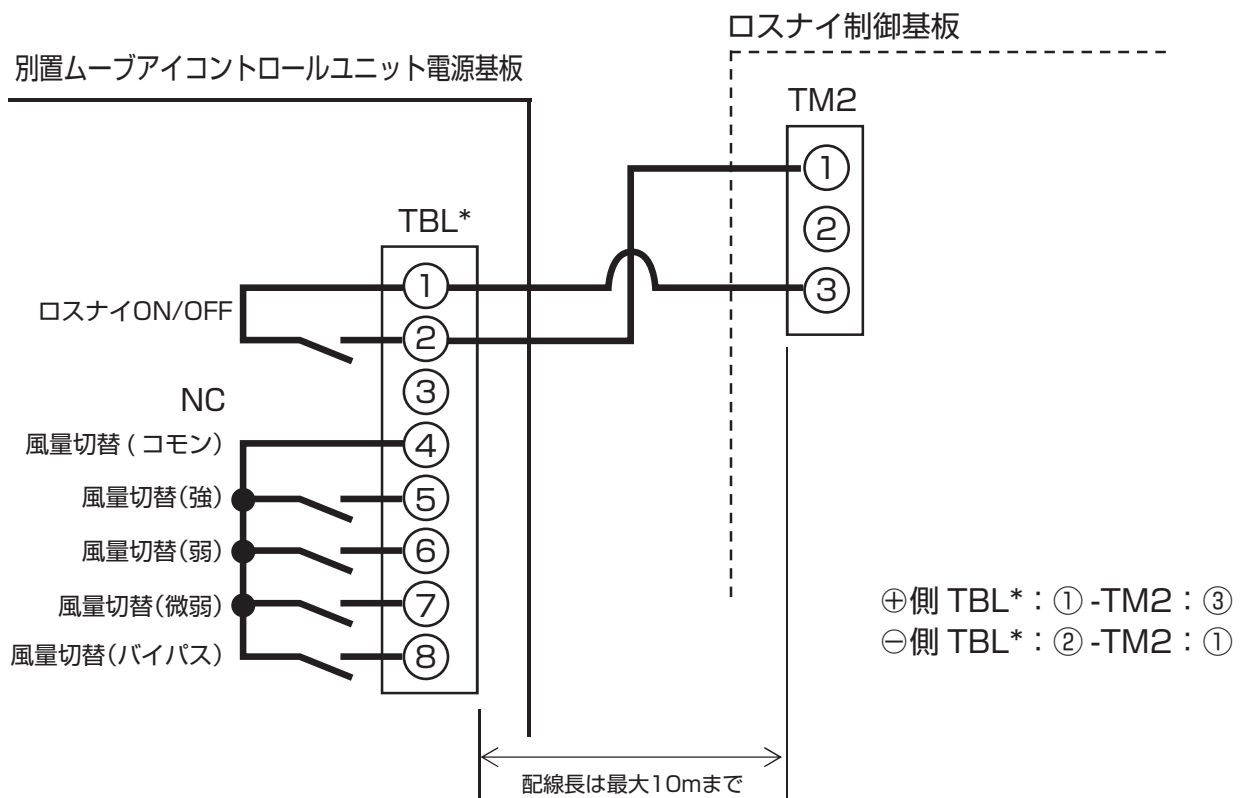 ロスナイ制御基板
別置ムーブアイコントロールユニット電源基板
TM2
①
②
③
TBL*
ロスナイON/OFF
①
②
③
NC
風量切替(コモン)
④
風量切替(強)
⑤
風量切替(弱)
⑥
風量切替(微弱)
⑦
風量切替(バイパス)
⑧
⊕側 TBL*:①-TM2:③
⊖側 TBL*:②-TM2:①
配線長は最大10mまで